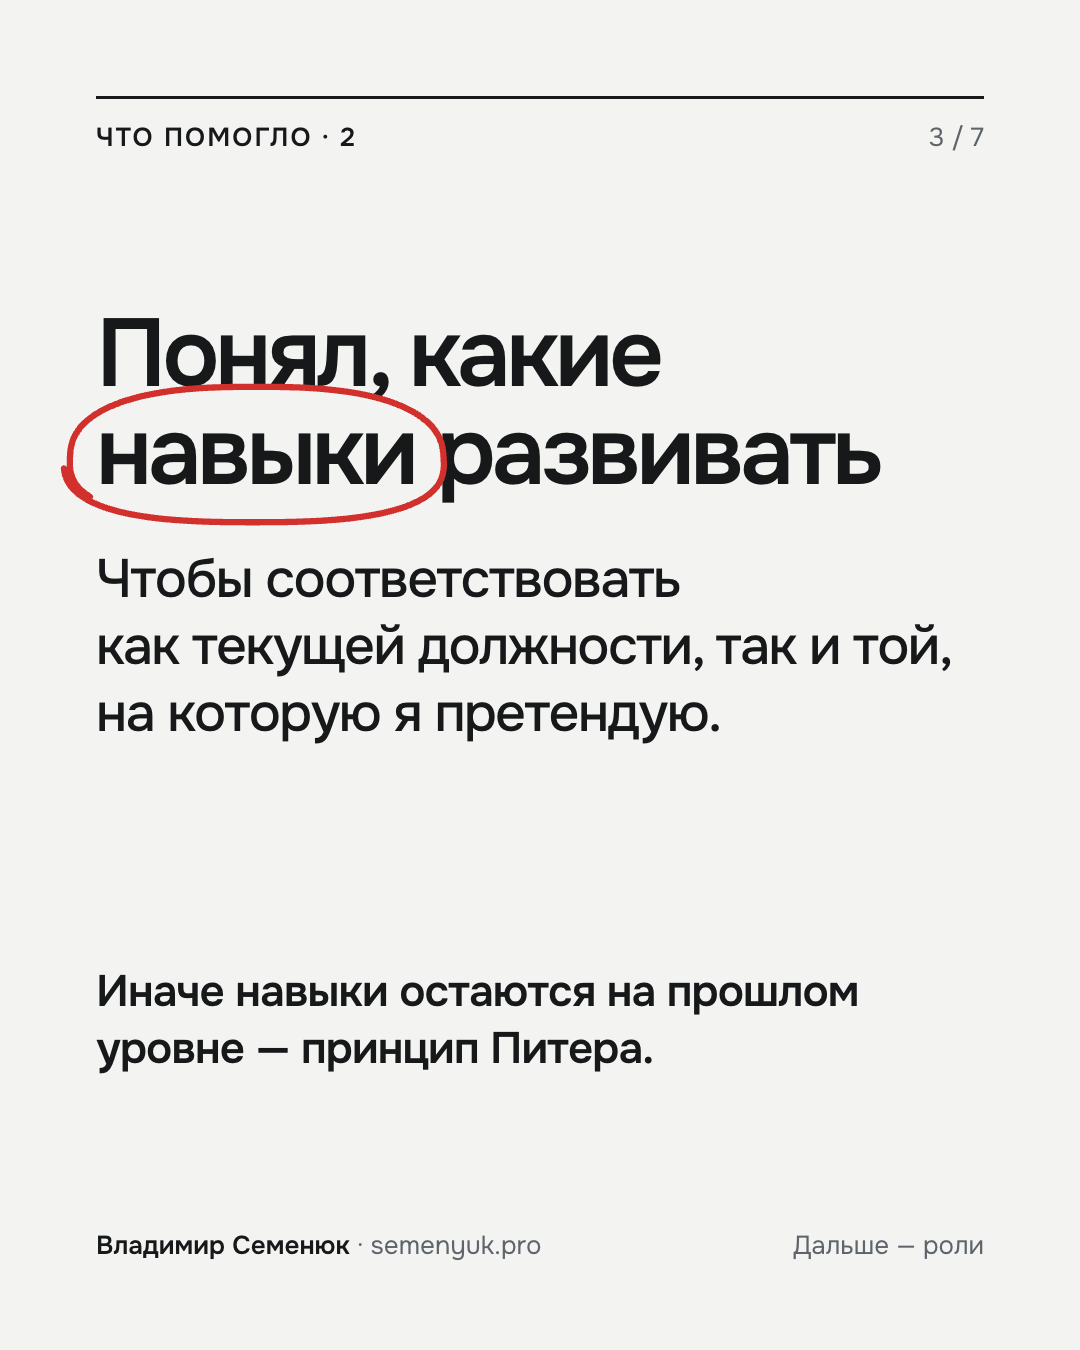 ЧТО ПОМОГЛО · 2
3 / 7
Понял, какие
навыки развивать
Чтобы соответствовать
как текущей должности, так и той,
на которую я претендую.
Иначе навыки остаются на прошлом
уровне — принцип Питера.
Владимир Семенюк · semenyuk.pro
Дальше — роли